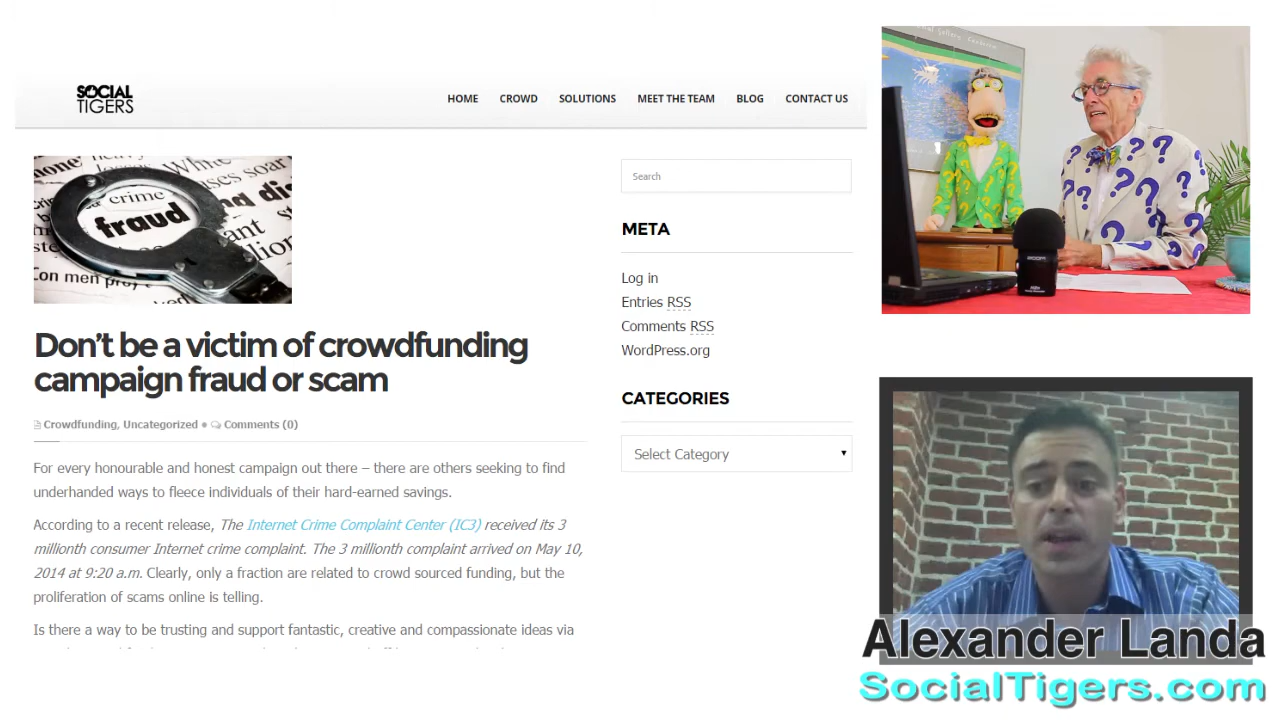 SOCIAL
TIGERS
HOME
CROWD
SOLUTIONS
MEET THE TEAM
BLOG
CONTACT US
crime
fraud
Con men
Don't be a victim of crowdfunding
campaign fraud or scam
Crowdfunding, Uncategorized ● Comments (0)
For every honourable and honest campaign out there – there are others seeking to find
underhanded ways to fleece individuals of their hard-earned savings.
According to a recent release, The Internet Crime Complaint Center (IC3) received its 3
millionth consumer Internet crime complaint. The 3 millionth complaint arrived on May 10,
2014 at 9:20 a.m. Clearly, only a fraction are related to crowd sourced funding, but the
proliferation of scams online is telling.
Is there a way to be trusting and support fantastic, creative and compassionate ideas via
Search
META
Log in
Entries RSS
Comments RSS
WordPress.org
CATEGORIES
Select Category
zoom
Alexander Landa
SocialTigers.com